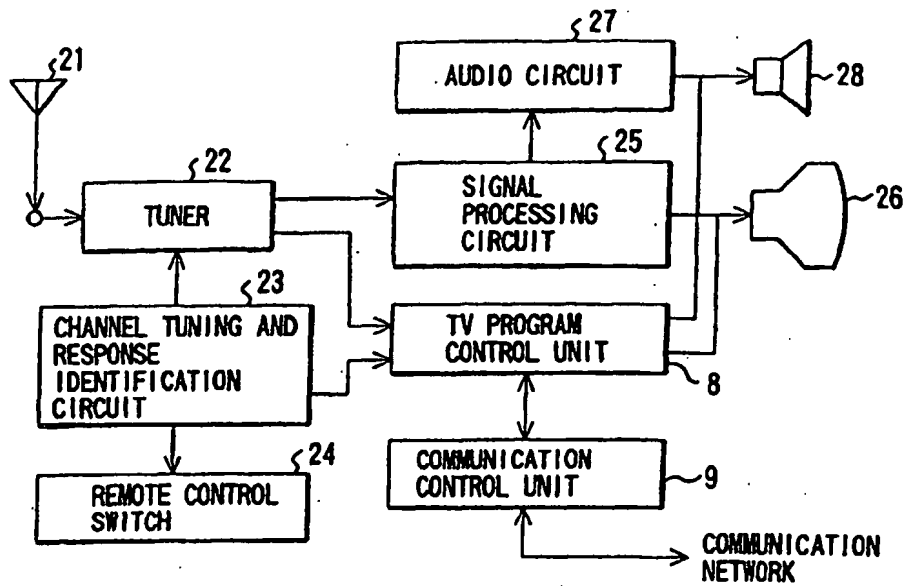 21
22
TUNER
23
CHANNEL TUNING AND
RESPONSE
IDENTIFICATION
CIRCUIT
24
REMOTE CONTROL
SWITCH
27
AUDIO CIRCUIT
28
25
SIGNAL
PROCESSING
CIRCUIT
26
TV PROGRAM
CONTROL UNIT
8
COMMUNICATION
CONTROL UNIT
9
COMMUNICATION
NETWORK